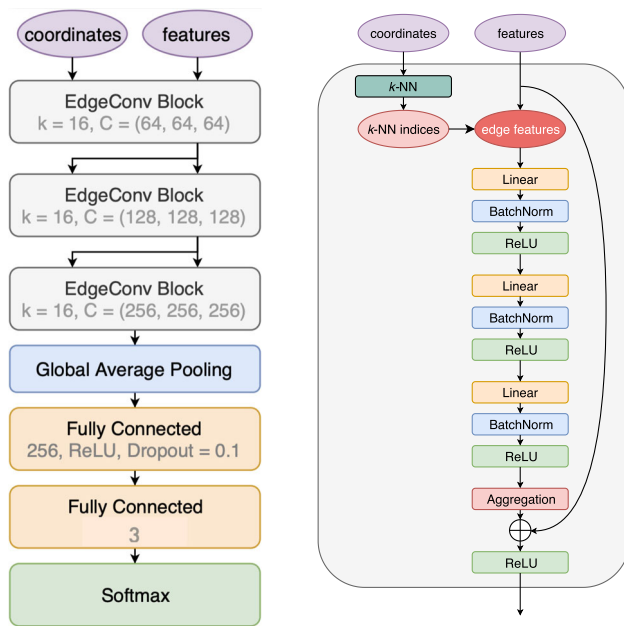 coordinates
features
EdgeConv Block
k = 16, C = (64, 64, 64)
EdgeConv Block
k = 16, C = (128, 128, 128)
EdgeConv Block
k = 16, C = (256, 256, 256)
Global Average Pooling
Fully Connected
256, ReLU, Dropout = 0.1
Fully Connected
3
Softmax
coordinates
features
k-NN
k-NN indices
edge features
Linear
BatchNorm
ReLU
Linear
BatchNorm
ReLU
Linear
BatchNorm
ReLU
Aggregation
ReLU